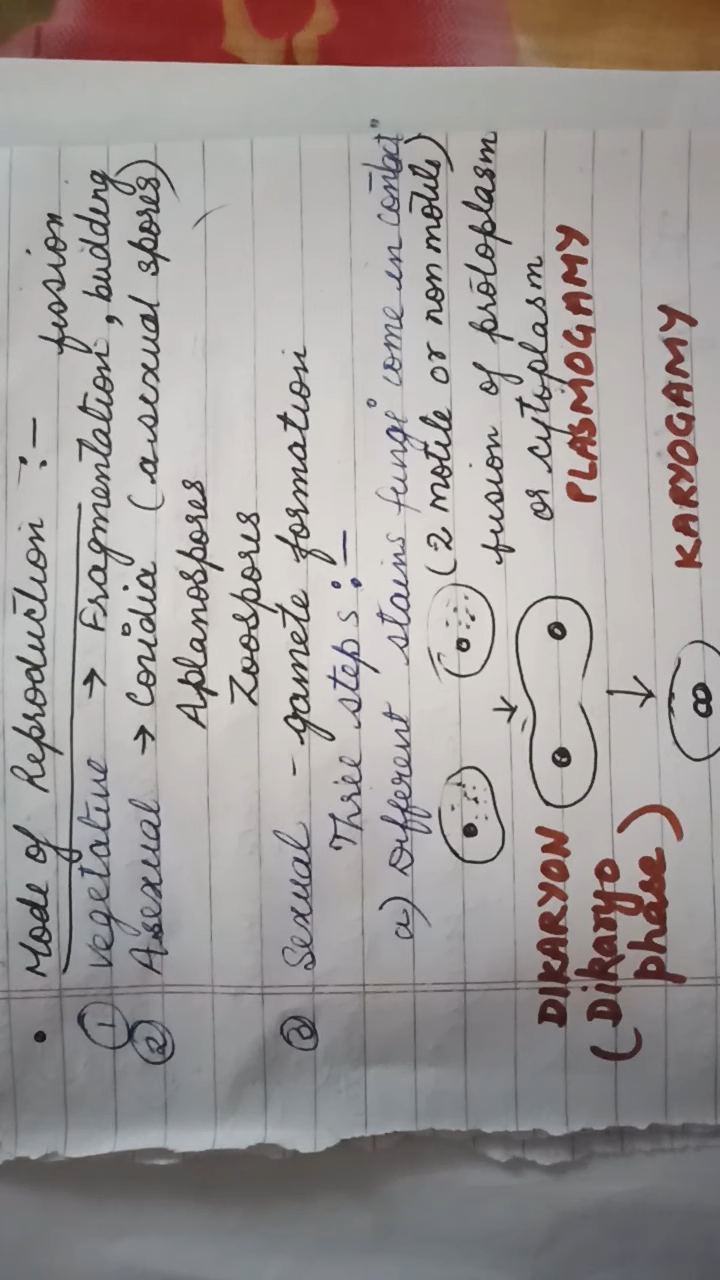 • Mode of Reproduction :-
fission
① Vegetative → Fragmentation, budding
② Asexual → Conidia (asexual spores)
Aplanospores
Zoospores
③ Sexual - gamete formation
Three steps :-
a) Different stains fungi come in contact"
(2 motile or non motile)
fusion of protoplasm
or cytoplasm
PLASMOGAMY
DIKARYON
(Dikaryo
phase)
KARYOGAMY